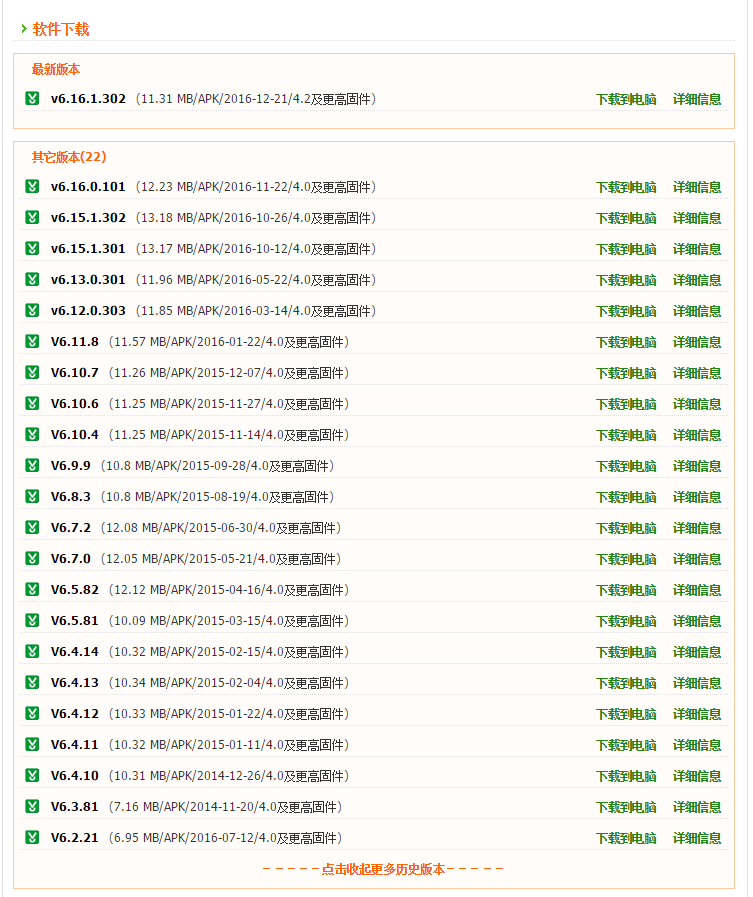 软件下载
最新版本
v6.16.1.302 (11.31 MB/APK/2016-12-21/4.2及更高固件) 下载到电脑 详细信息
其它版本(22)
v6.16.0.101 (12.23 MB/APK/2016-11-22/4.0及更高固件) 下载到电脑 详细信息
v6.15.1.302 (13.18 MB/APK/2016-10-26/4.0及更高固件) 下载到电脑 详细信息
v6.15.1.301 (13.17 MB/APK/2016-10-12/4.0及更高固件) 下载到电脑 详细信息
v6.13.0.301 (11.96 MB/APK/2016-05-22/4.0及更高固件) 下载到电脑 详细信息
v6.12.0.303 (11.85 MB/APK/2016-03-14/4.0及更高固件) 下载到电脑 详细信息
V6.11.8 (11.57 MB/APK/2016-01-22/4.0及更高固件) 下载到电脑 详细信息
V6.10.7 (11.26 MB/APK/2015-12-07/4.0及更高固件) 下载到电脑 详细信息
V6.10.6 (11.25 MB/APK/2015-11-27/4.0及更高固件) 下载到电脑 详细信息
V6.10.4 (11.25 MB/APK/2015-11-14/4.0及更高固件) 下载到电脑 详细信息
V6.9.9 (10.8 MB/APK/2015-09-28/4.0及更高固件) 下载到电脑 详细信息
V6.8.3 (10.8 MB/APK/2015-08-19/4.0及更高固件) 下载到电脑 详细信息
V6.7.2 (12.08 MB/APK/2015-06-30/4.0及更高固件) 下载到电脑 详细信息
V6.7.0 (12.05 MB/APK/2015-05-21/4.0及更高固件) 下载到电脑 详细信息
V6.5.82 (12.12 MB/APK/2015-04-16/4.0及更高固件) 下载到电脑 详细信息
V6.5.81 (10.09 MB/APK/2015-03-15/4.0及更高固件) 下载到电脑 详细信息
V6.4.14 (10.32 MB/APK/2015-02-15/4.0及更高固件) 下载到电脑 详细信息
V6.4.13 (10.34 MB/APK/2015-02-04/4.0及更高固件) 下载到电脑 详细信息
V6.4.12 (10.33 MB/APK/2015-01-22/4.0及更高固件) 下载到电脑 详细信息
V6.4.11 (10.32 MB/APK/2015-01-11/4.0及更高固件) 下载到电脑 详细信息
V6.4.10 (10.31 MB/APK/2014-12-26/4.0及更高固件) 下载到电脑 详细信息
V6.3.81 (7.16 MB/APK/2014-11-20/4.0及更高固件) 下载到电脑 详细信息
V6.2.21 (6.95 MB/APK/2016-07-12/4.0及更高固件) 下载到电脑 详细信息
-----点击收起更多历史版本-----